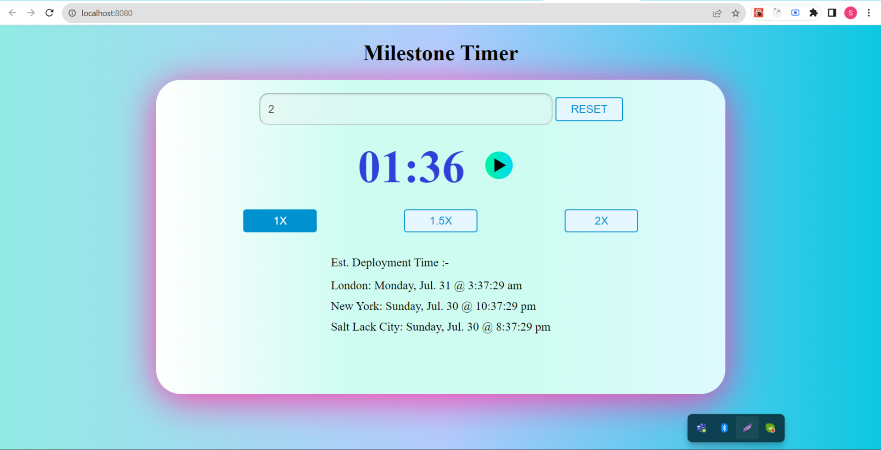 localhost:8080
S
Milestone Timer
2 RESET
01:36
1X 1.5X 2X
Est. Deployment Time :-
London: Monday, Jul. 31 @ 3:37:29 am
New York: Sunday, Jul. 30 @ 10:37:29 pm
Salt Lack City: Sunday, Jul. 30 @ 8:37:29 pm